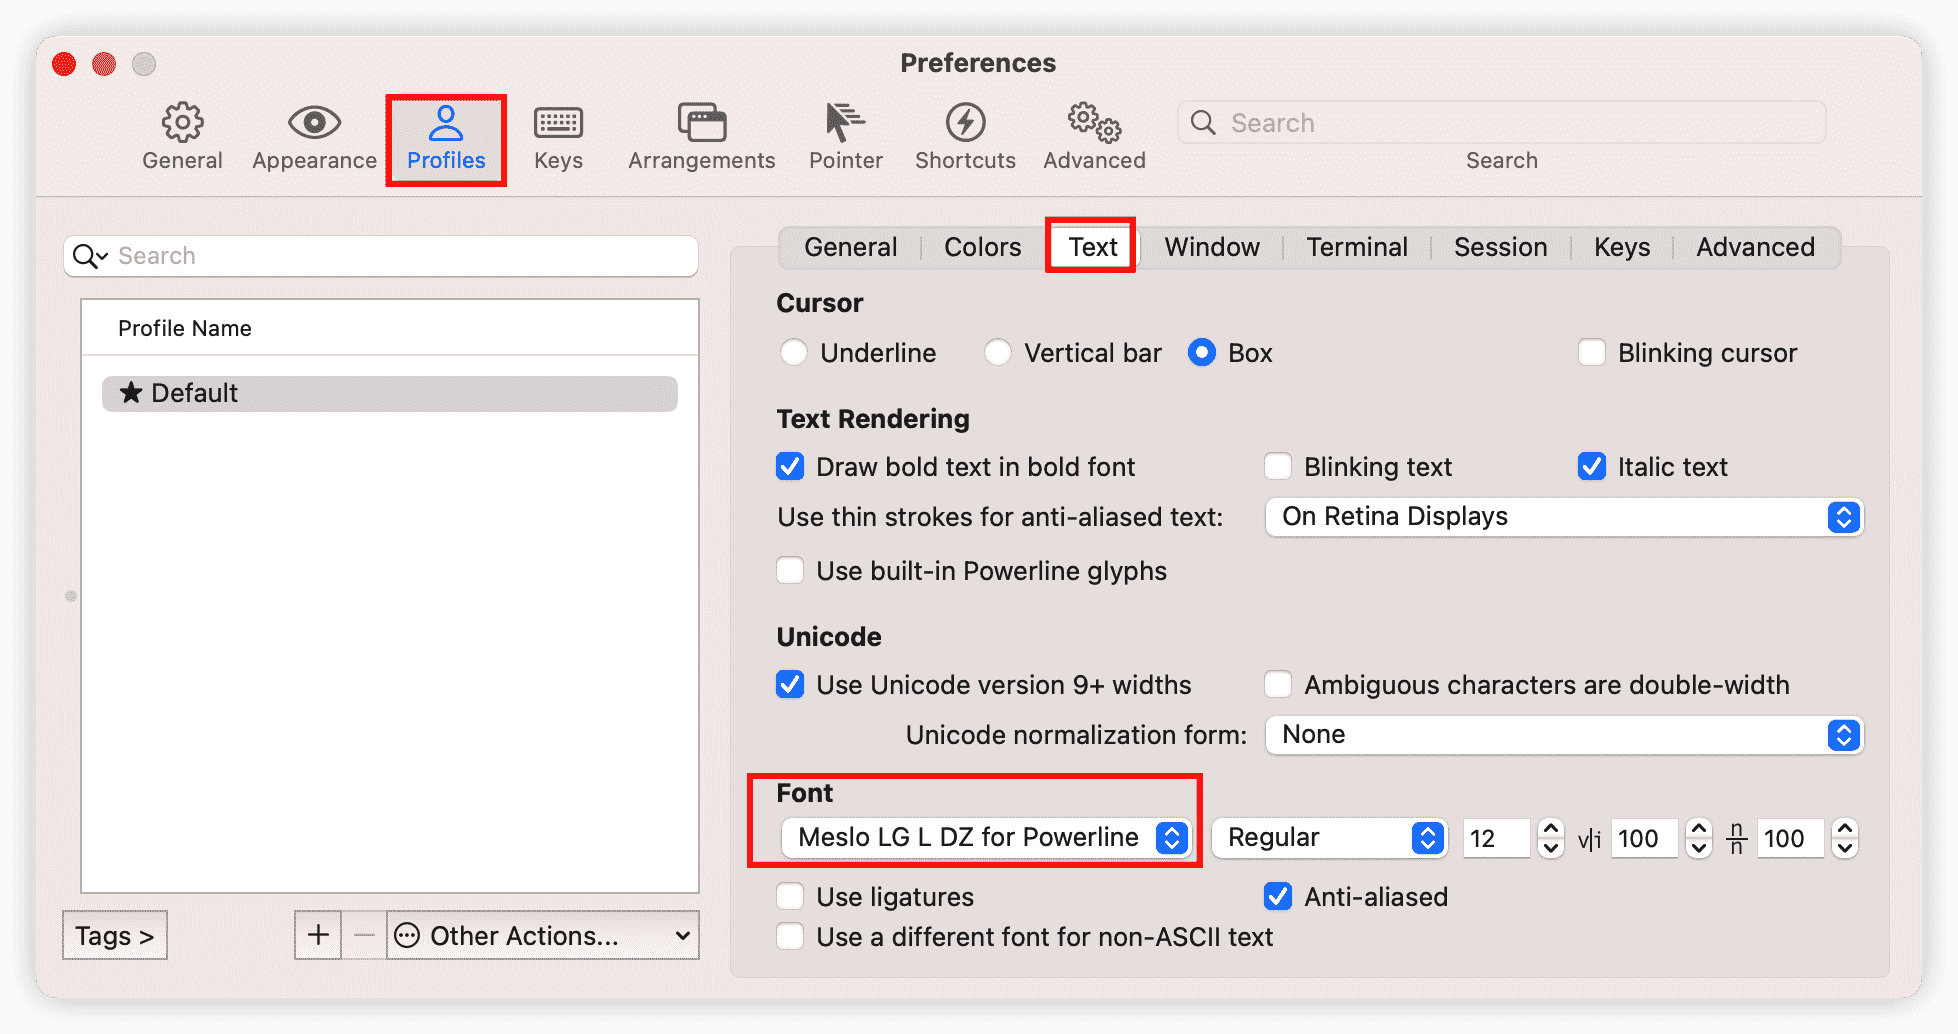 Preferences
General Appearance Profiles Keys Arrangements Pointer Shortcuts Advanced Search
Search
Search
Profile Name
★ Default
Tags >
+ − Other Actions...
General Colors Text Window Terminal Session Keys Advanced
Cursor
Underline Vertical bar Box Blinking cursor
Text Rendering
Draw bold text in bold font Blinking text Italic text
Use thin strokes for anti-aliased text: On Retina Displays
Use built-in Powerline glyphs
Unicode
Use Unicode version 9+ widths Ambiguous characters are double-width
Unicode normalization form: None
Font
Meslo LG L DZ for Powerline Regular 12 v|i 100 n/n 100
Use ligatures Anti-aliased
Use a different font for non-ASCII text